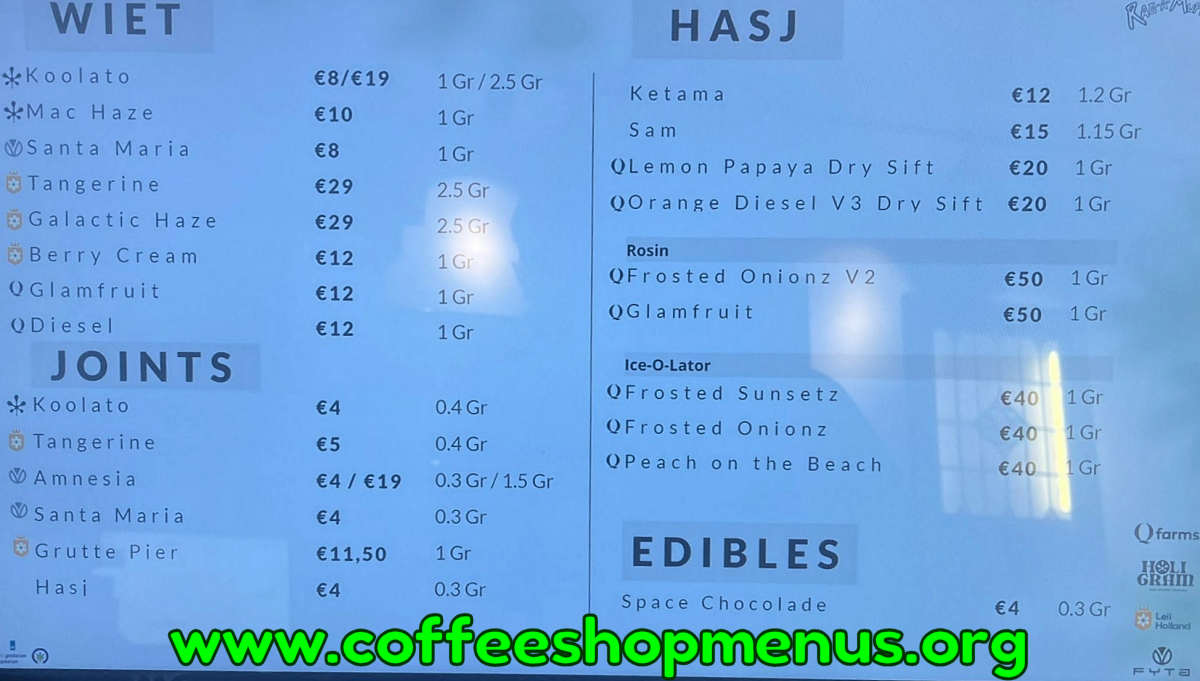 WIET
Koolato €8/€19 1 Gr / 2.5 Gr
Mac Haze €10 1 Gr
Santa Maria €8 1 Gr
Tangerine €29 2.5 Gr
Galactic Haze €29 2.5 Gr
Berry Cream €12 1 Gr
Glamfruit €12 1 Gr
Diesel €12 1 Gr
JOINTS
Koolato €4 0.4 Gr
Tangerine €5 0.4 Gr
Amnesia €4 / €19 0.3 Gr / 1.5 Gr
Santa Maria €4 0.3 Gr
Grutte Pier €11,50 1 Gr
Hasj €4 0.3 Gr
HASJ
Ketama €12 1.2 Gr
Sam €15 1.15 Gr
Q Lemon Papaya Dry Sift €20 1 Gr
Q Orange Diesel V3 Dry Sift €20 1 Gr
Rosin
Q Frosted Onionz V2 €50 1 Gr
Q Glamfruit €50 1 Gr
Ice-O-Lator
Q Frosted Sunsetz €40 1 Gr
Q Frosted Onionz €40 1 Gr
Q Peach on the Beach €40 1 Gr
EDIBLES
Space Chocolade €4 0.3 Gr
Q farms
HOLI
GRAM
Leli
Holland
FYTA
www.coffeeshopmenus.org